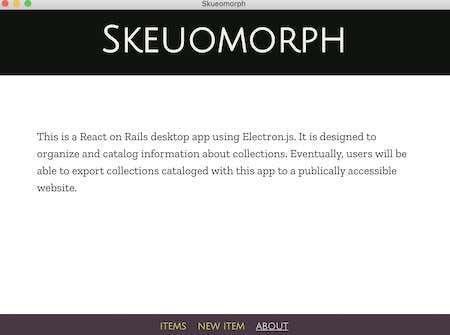 Skueomorph
Skeuomorph
This is a React on Rails desktop app using Electron.js. It is designed to
organize and catalog information about collections. Eventually, users will be
able to export collections cataloged with this app to a publically accessible
website.
ITEMS NEW ITEM ABOUT